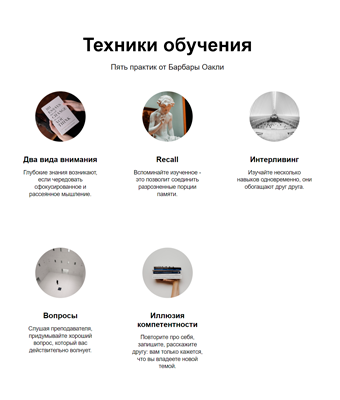 Техники обучения
Пять практик от Барбары Оакли
Два вида внимания
Глубокие знания возникают,
если чередовать
сфокусированное и
рассеянное мышление.
Recall
Вспоминайте изученное -
это позволит соединить
разрозненные порции
памяти.
Интерливинг
Изучайте несколько
навыков одновременно, они
обогащают друг друга.
Вопросы
Слушая преподавателя,
придумывайте хороший
вопрос, который вас
действительно волнует.
Иллюзия
компетентности
Повторите про себя,
запишите, расскажите
другу: вам только кажется,
что вы владеете новой
темой.